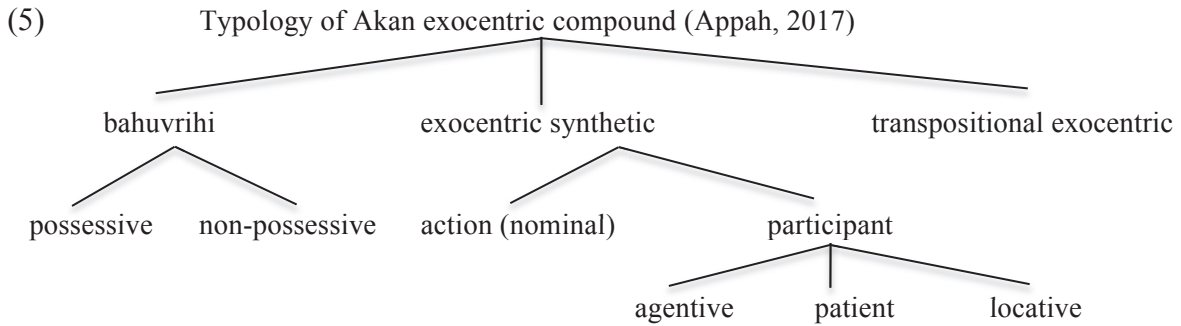 (5) Typology of Akan exocentric compound (Appah, 2017)
bahuvrihi exocentric synthetic transpositional exocentric
possessive non-possessive action (nominal) participant
agentive patient locative